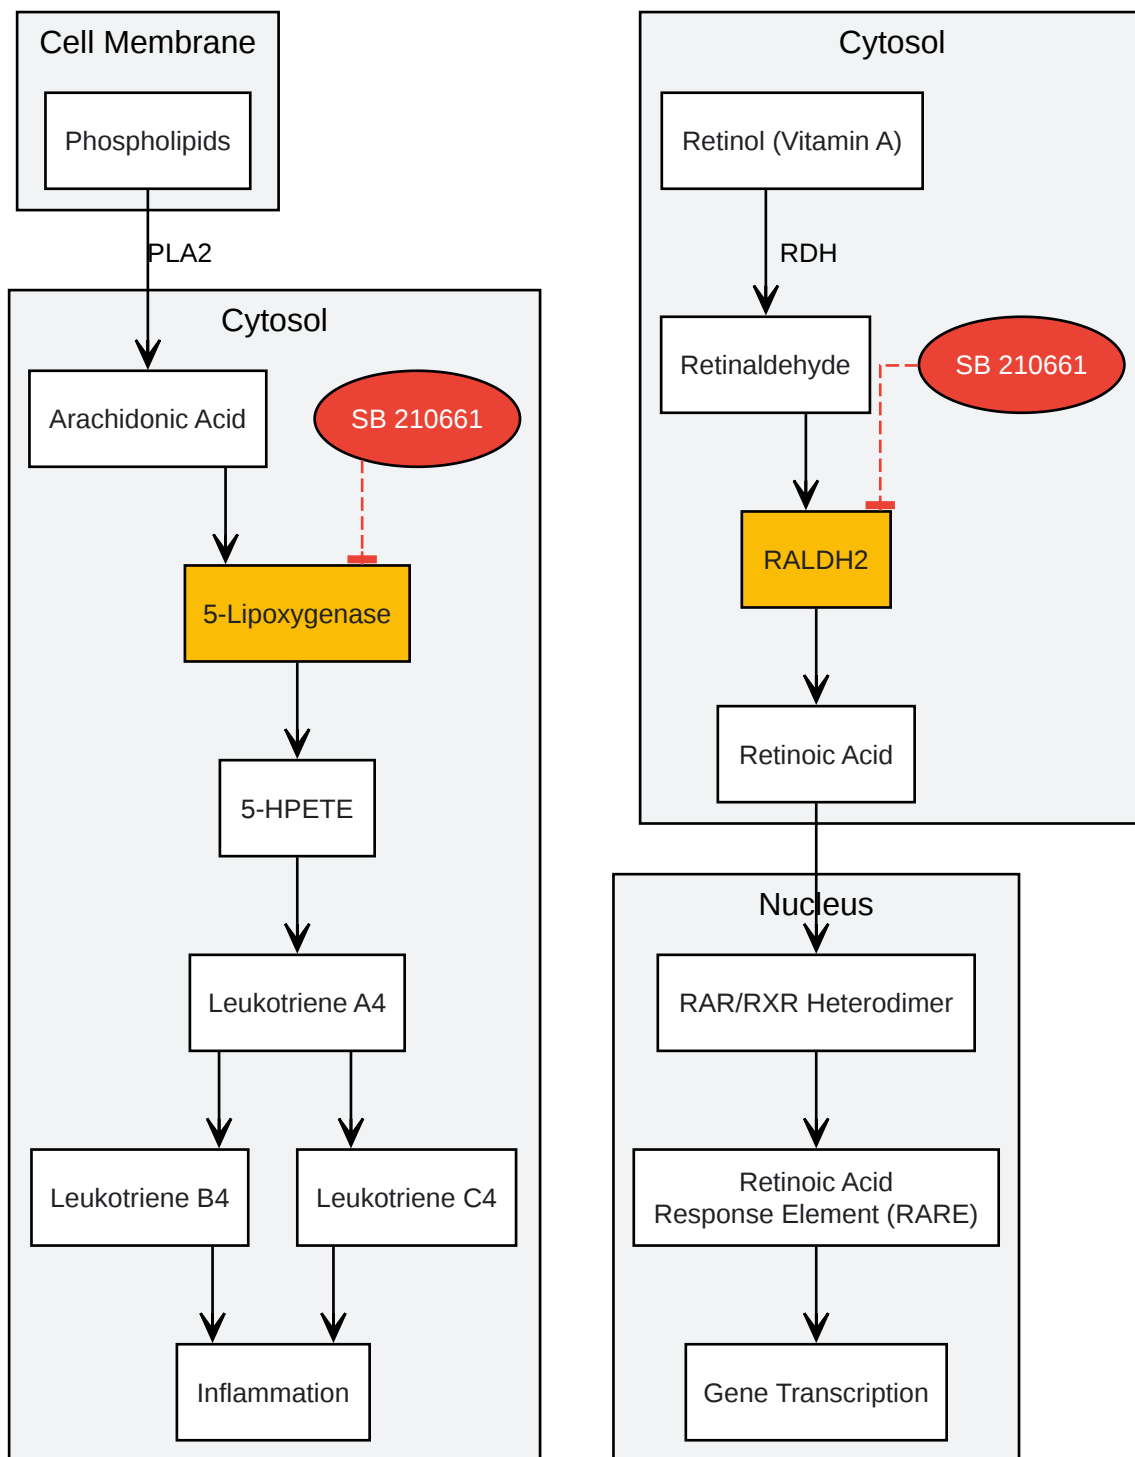 Cell Membrane
Phospholipids
PLA2
Cytosol
Arachidonic Acid
SB 210661
5-Lipoxygenase
5-HPETE
Leukotriene A4
Leukotriene B4
Leukotriene C4
Inflammation
Cytosol
Retinol (Vitamin A)
RDH
Retinaldehyde
SB 210661
RALDH2
Retinoic Acid
Nucleus
RAR/RXR Heterodimer
Retinoic Acid
Response Element (RARE)
Gene Transcription